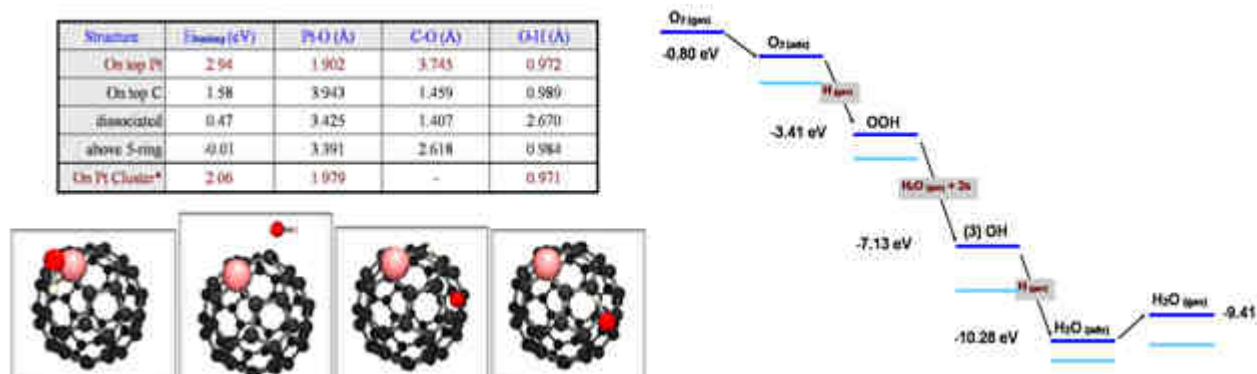 Structure E_binding (eV) Pt-O (Å) C-O (Å) O-H (Å)
On top Pt 2.94 1.902 3.745 0.972
On top C 1.58 3.943 1.459 0.989
dissociated 0.47 3.425 1.407 2.670
above 5-ring -0.01 3.391 2.618 0.984
On Pt Cluster* 2.06 1.979 - 0.971
O₂ (gas)
-0.80 eV
O₂ (ads)
H (gas)
-3.41 eV
OOH
H₂O (gas) +
-7.13 eV
(3) OH
H (gas)
-10.28 eV
H₂O (ads)
H₂O (gas)
-9.41